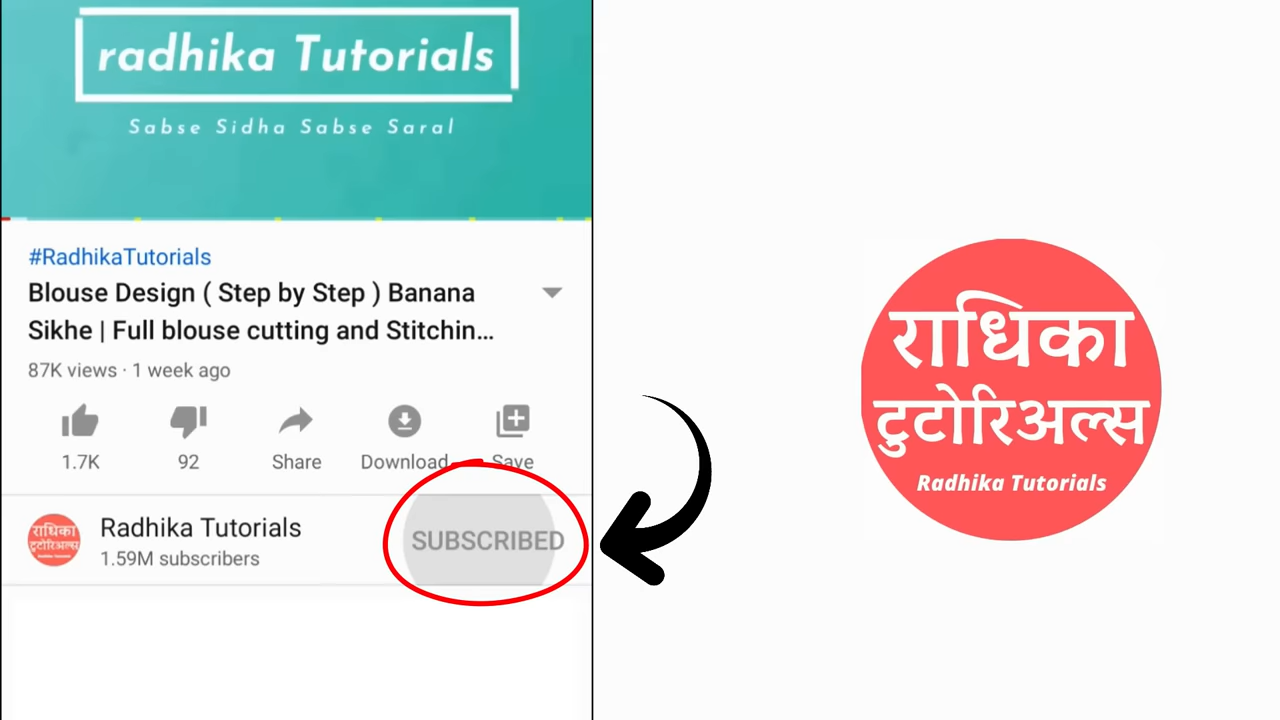 radhika Tutorials
Sabse Sidha Sabse Saral
#RadhikaTutorials
Blouse Design ( Step by Step ) Banana
Sikhe | Full blouse cutting and Stitchin...
87K views · 1 week ago
1.7K
92
Share
Download
Save
राधिका
टुटोरिअल्स
Radhika Tutorials
1.59M subscribers
SUBSCRIBED
राधिका
टुटोरिअल्स
Radhika Tutorials